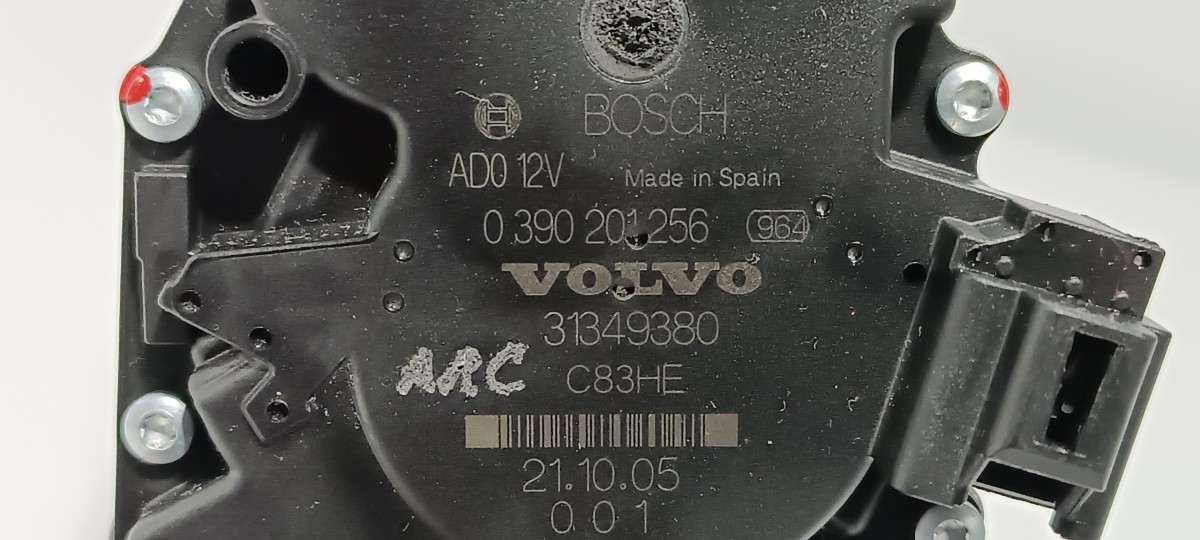 BOSCH
AD0 12V Made in Spain
0 390 201 256 964
VOLVO
31349380
ARC C83HE
21.10.05
0 0 1